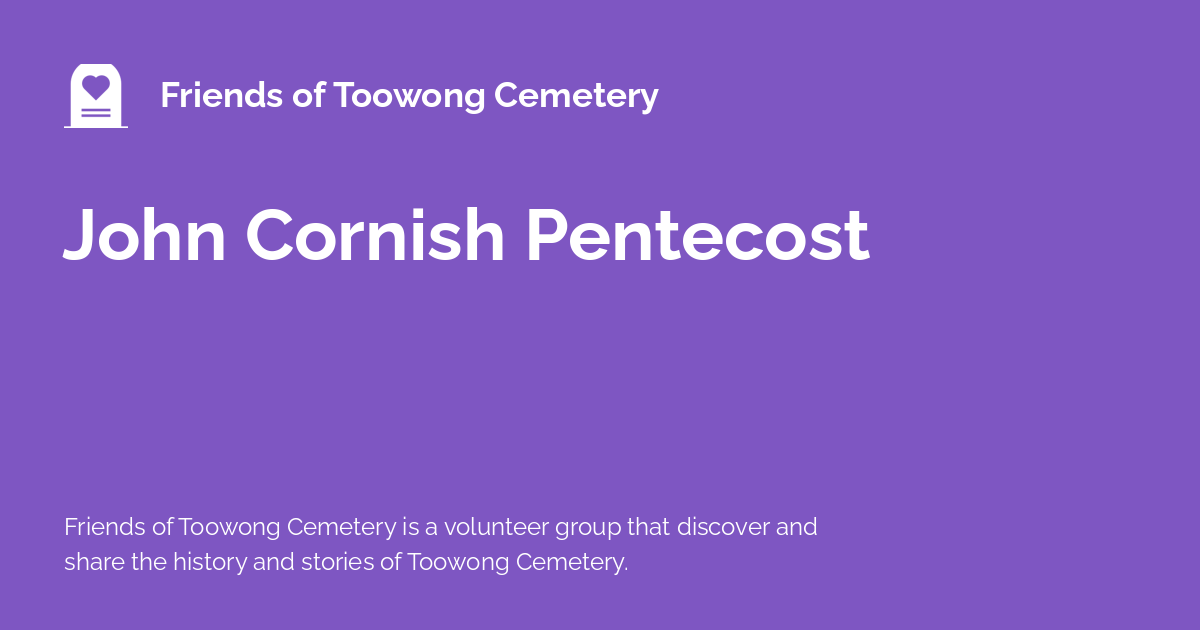 Friends of Toowong Cemetery
John Cornish Pentecost
Friends of Toowong Cemetery is a volunteer group that discover and
share the history and stories of Toowong Cemetery.